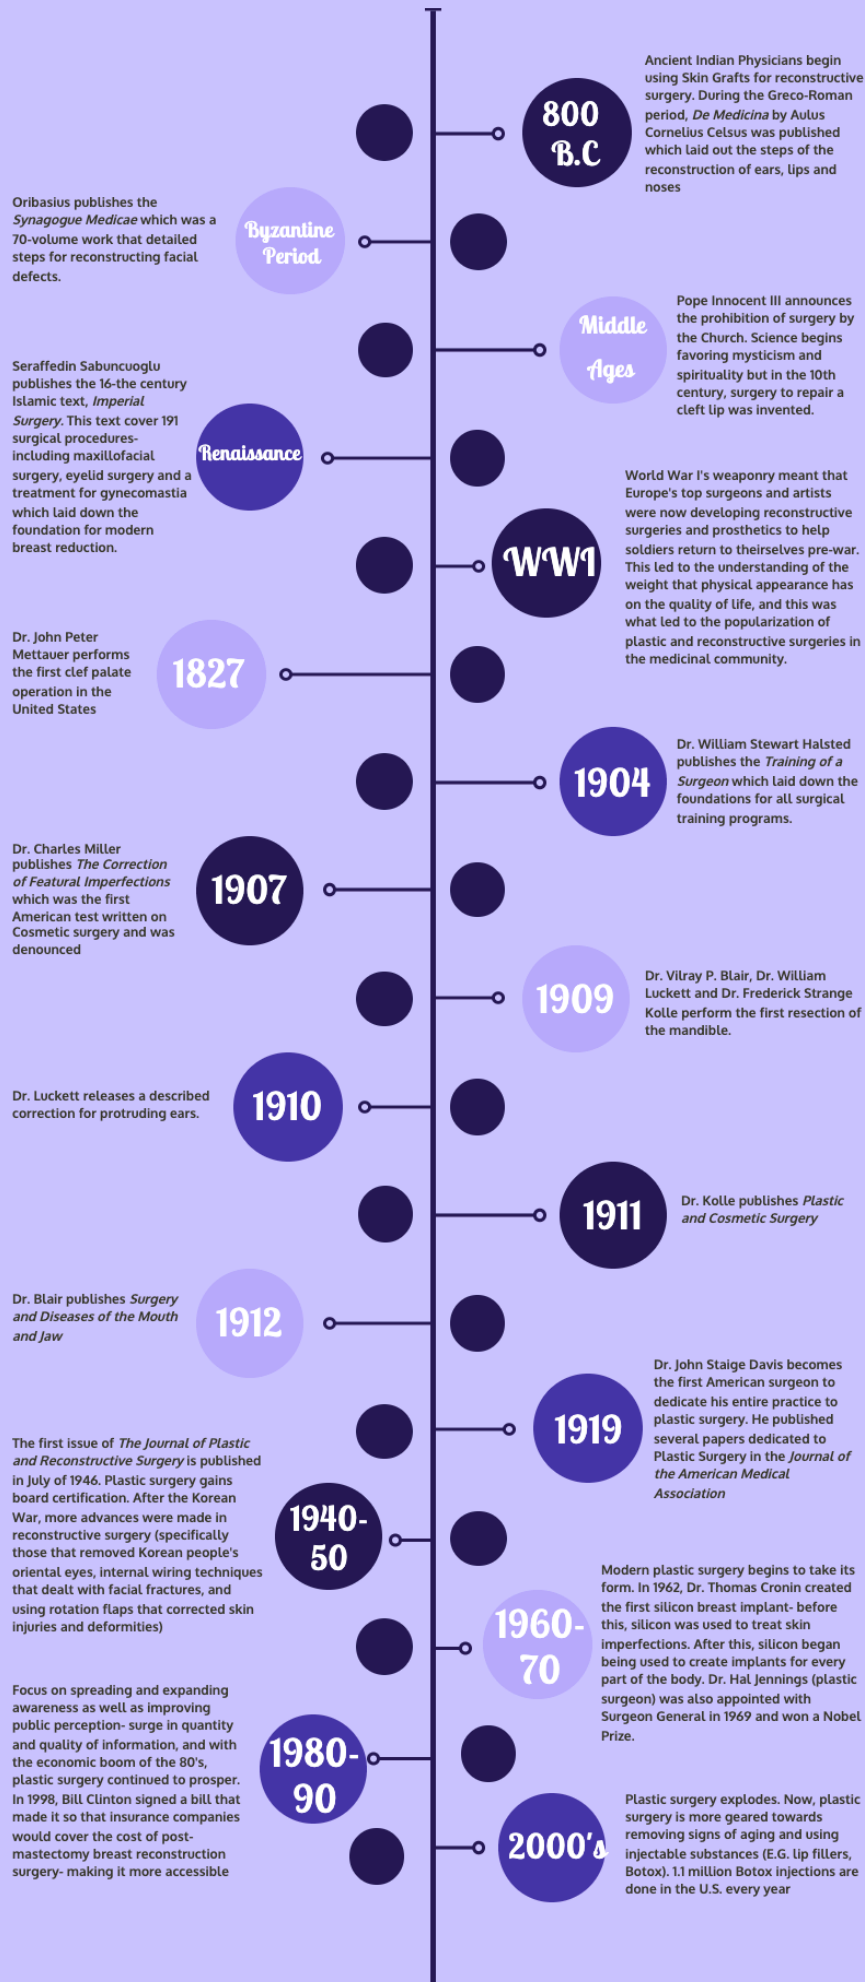 800
B.C
Ancient Indian Physicians begin
using Skin Grafts for reconstructive
surgery. During the Greco-Roman
period, De Medicina by Aulus
Cornelius Celsus was published
which laid out the steps of the
reconstruction of ears, lips and
noses
Oribasius publishes the
Synagogue Medicae which was a
70-volume work that detailed
steps for reconstructing facial
defects.
Byzantine
Period
Middle
Ages
Pope Innocent III announces
the prohibition of surgery by
the Church. Science begins
favoring mysticism and
spirituality but in the 10th
century, surgery to repair a
cleft lip was invented.
Seraffedin Sabuncuoglu
publishes the 16-the century
Islamic text, Imperial
Surgery. This text cover 191
surgical procedures-
including maxillofacial
surgery, eyelid surgery and a
treatment for gynecomastia
which laid down the
foundation for modern
breast reduction.
Renaissance
WWI
World War I's weaponry meant that
Europe's top surgeons and artists
were now developing reconstructive
surgeries and prosthetics to help
soldiers return to theirselves pre-war.
This led to the understanding of the
weight that physical appearance has
on the quality of life, and this was
what led to the popularization of
plastic and reconstructive surgeries in
the medicinal community.
Dr. John Peter
Mettauer performs
the first clef palate
operation in the
United States
1827
1904
Dr. William Stewart Halsted
publishes the Training of a
Surgeon which laid down the
foundations for all surgical
training programs.
Dr. Charles Miller
publishes The Correction
of Featural Imperfections
which was the first
American test written on
Cosmetic surgery and was
denounced
1907
1909
Dr. Vilray P. Blair, Dr. William
Luckett and Dr. Frederick Strange
Kolle perform the first resection of
the mandible.
Dr. Luckett releases a described
correction for protruding ears.
1910
1911
Dr. Kolle publishes Plastic
and Cosmetic Surgery
Dr. Blair publishes Surgery
and Diseases of the Mouth
and Jaw
1912
1919
Dr. John Staige Davis becomes
the first American surgeon to
dedicate his entire practice to
plastic surgery. He published
several papers dedicated to
Plastic Surgery in the Journal of
the American Medical
Association
The first issue of The Journal of Plastic
and Reconstructive Surgery is published
in July of 1946. Plastic surgery gains
board certification. After the Korean
War, more advances were made in
reconstructive surgery (specifically
those that removed Korean people's
oriental eyes, internal wiring techniques
that dealt with facial fractures, and
using rotation flaps that corrected skin
injuries and deformities)
1940-
50
1960-
70
Modern plastic surgery begins to take its
form. In 1962, Dr. Thomas Cronin created
the first silicon breast implant- before
this, silicon was used to treat skin
imperfections. After this, silicon began
being used to create implants for every
part of the body. Dr. Hal Jennings (plastic
surgeon) was also appointed with
Surgeon General in 1969 and won a Nobel
Prize.
Focus on spreading and expanding
awareness as well as improving
public perception- surge in quantity
and quality of information, and with
the economic boom of the 80's,
plastic surgery continued to prosper.
In 1998, Bill Clinton signed a bill that
made it so that insurance companies
would cover the cost of post-
mastectomy breast reconstruction
surgery- making it more accessible
1980-
90
2000's
Plastic surgery explodes. Now, plastic
surgery is more geared towards
removing signs of aging and using
injectable substances (E.G. lip fillers,
Botox). 1.1 million Botox injections are
done in the U.S. every year